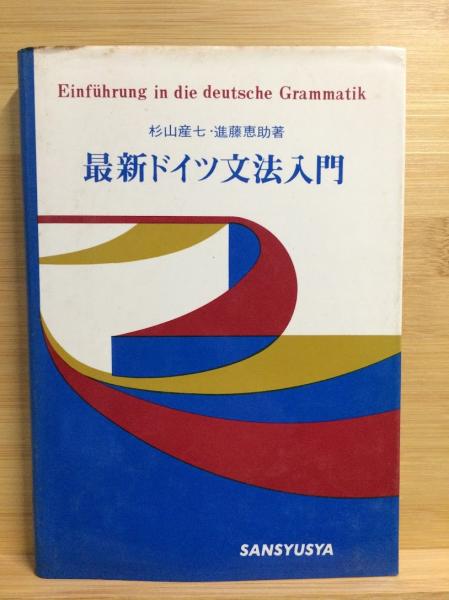 Einführung in die deutsche Grammatik
杉山産七・進藤恵助著
最新ドイツ文法入門
SANSYUSYA